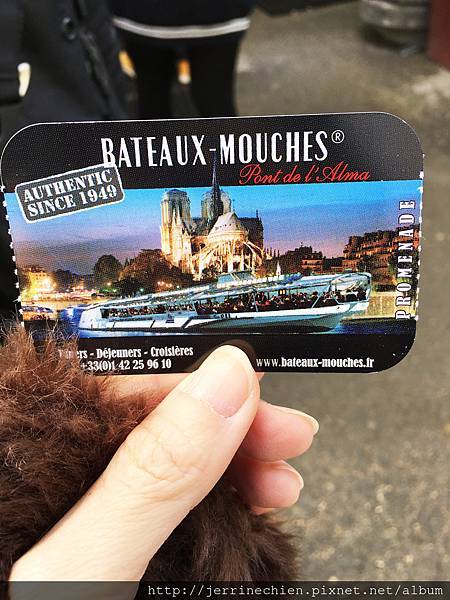 BATEAUX-MOUCHES®
Pont de l'Alma
AUTHENTIC
SINCE 1949
PROMENADE
- Déjeuners - Croisières
+33(0)1 42 25 96 10
www.bateaux-mouches.fr
http://jerrinechien.pixnet.net/album